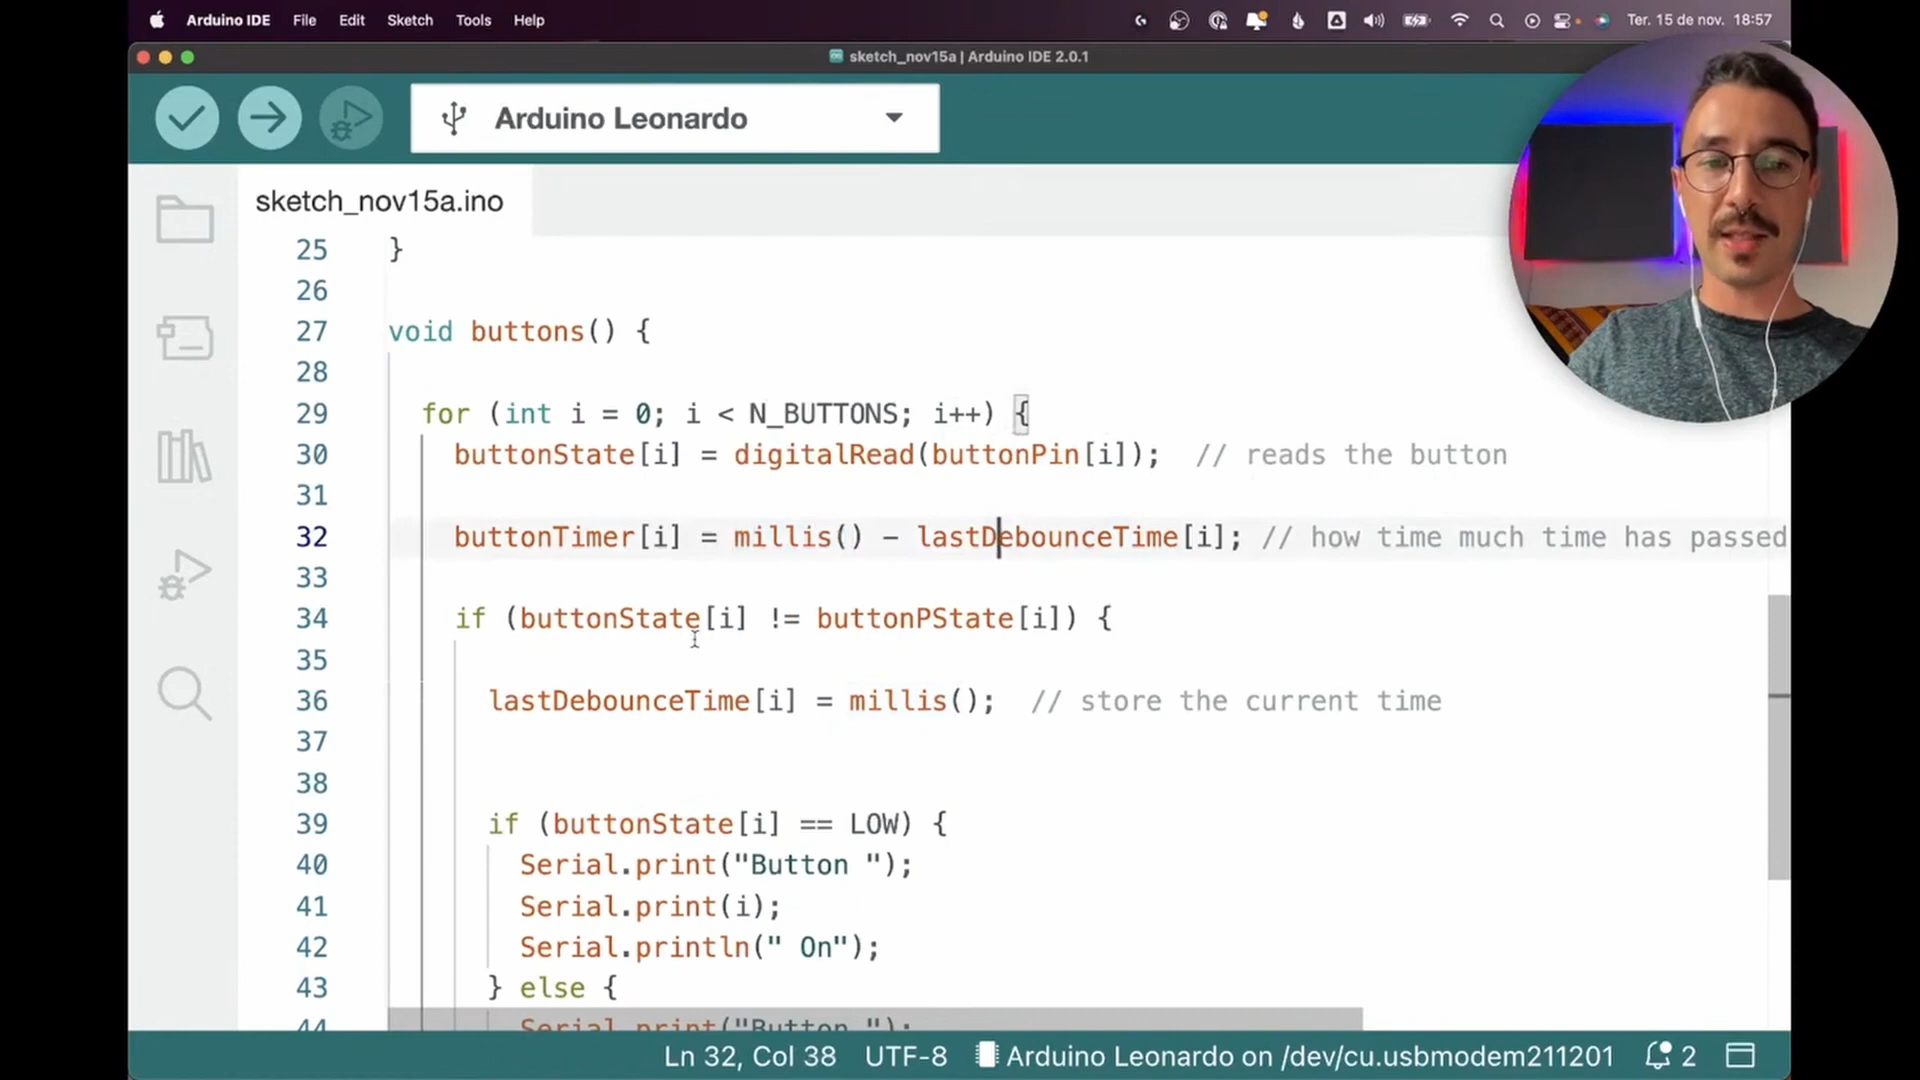 Arduino IDE File Edit Sketch Tools Help Ter. 15 de nov. 18:57
sketch_nov15a | Arduino IDE 2.0.1
Arduino Leonardo
sketch_nov15a.ino
25 }
26
27 void buttons() {
28
29 for (int i = 0; i < N_BUTTONS; i++) {
30 buttonState[i] = digitalRead(buttonPin[i]); // reads the button
31
32 buttonTimer[i] = millis() - lastDebounceTime[i]; // how time much time has passed
33
34 if (buttonState[i] != buttonPState[i]) {
35
36 lastDebounceTime[i] = millis(); // store the current time
37
38
39 if (buttonState[i] == LOW) {
40 Serial.print("Button ");
41 Serial.print(i);
42 Serial.println(" On");
43 } else {
44 Serial.print("Button ");
Ln 32, Col 38 UTF-8 Arduino Leonardo on /dev/cu.usbmodem211201 2